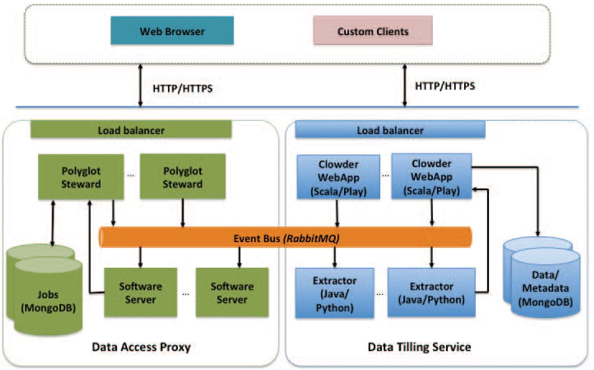 Web Browser
Custom Clients
HTTP/HTTPS
HTTP/HTTPS
Load balancer
Load balancer
Polyglot
Steward
...
Polyglot
Steward
Clowder
WebApp
(Scala/Play)
...
Clowder
WebApp
(Scala/Play)
Event Bus (RabbitMQ)
Jobs
(MongoDB)
Software
Server
...
Software
Server
Extractor
(Java/
Python)
...
Extractor
(Java/Python)
Data/
Metadata
(MongoDB)
Data Access Proxy
Data Tilling Service